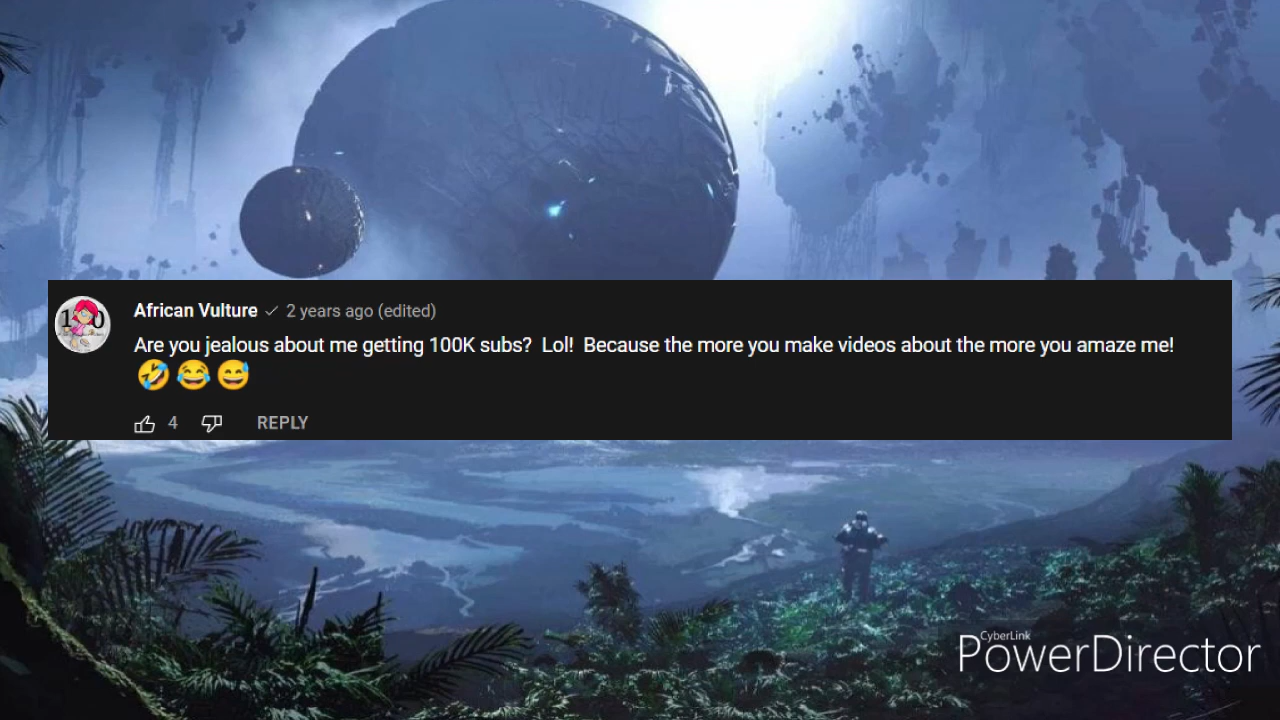 African Vulture 2 years ago (edited)
Are you jealous about me getting 100K subs? Lol! Because the more you make videos about the more you amaze me!
🤣😂😅
4 REPLY
CyberLink
PowerDirector